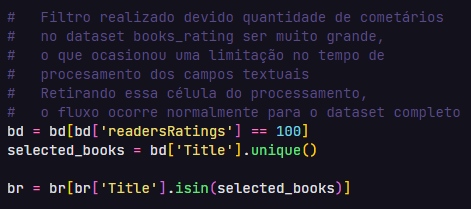 #   Filtro realizado devido quantidade de cometários
#   no dataset books_rating ser muito grande,
#   o que ocasionou uma limitação no tempo de
#   procesamento dos campos textuais
#   Retirando essa célula do processamento,
#   o fluxo ocorre normalmente para o dataset completo
bd = bd[bd['readersRatings'] == 100]
selected_books = bd['Title'].unique()
br = br[br['Title'].isin(selected_books)]